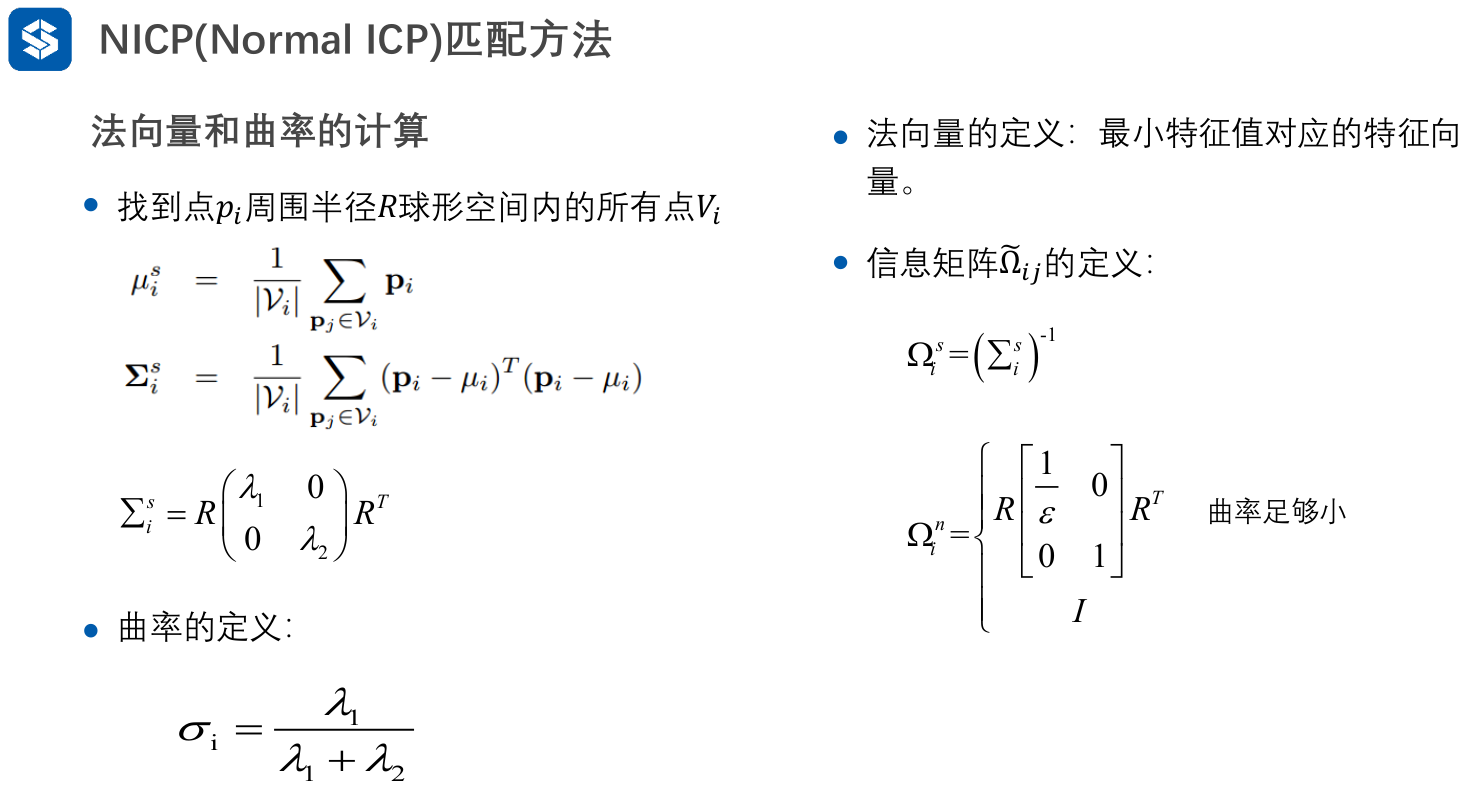 NICP(Normal ICP)匹配方法
法向量和曲率的计算
找到点$p_i$周围半径$R$球形空间内的所有点$V_i$
$\mu_i^s = \frac{1}{|\mathcal{V}_i|} \sum_{\mathbf{p}_j \in \mathcal{V}_i} \mathbf{p}_i$
$\mathbf{\Sigma}_i^s = \frac{1}{|\mathcal{V}_i|} \sum_{\mathbf{p}_j \in \mathcal{V}_i} (\mathbf{p}_i - \mu_i)^T (\mathbf{p}_i - \mu_i)$
$\Sigma_i^s = R \begin{pmatrix} \lambda_1 & 0 \\ 0 & \lambda_2 \end{pmatrix} R^T$
曲率的定义：
$\sigma_i = \frac{\lambda_1}{\lambda_1 + \lambda_2}$
法向量的定义：最小特征值对应的特征向
量。
信息矩阵$\tilde{\Omega}_{ij}$的定义：
$\Omega_i^s = \left( \Sigma_i^s \right)^{-1}$
$\Omega_i^n = \begin{cases} R \begin{bmatrix} \frac{1}{\varepsilon} & 0 \\ 0 & 1 \end{bmatrix} R^T & \text{曲率足够小} \\ I \end{cases}$